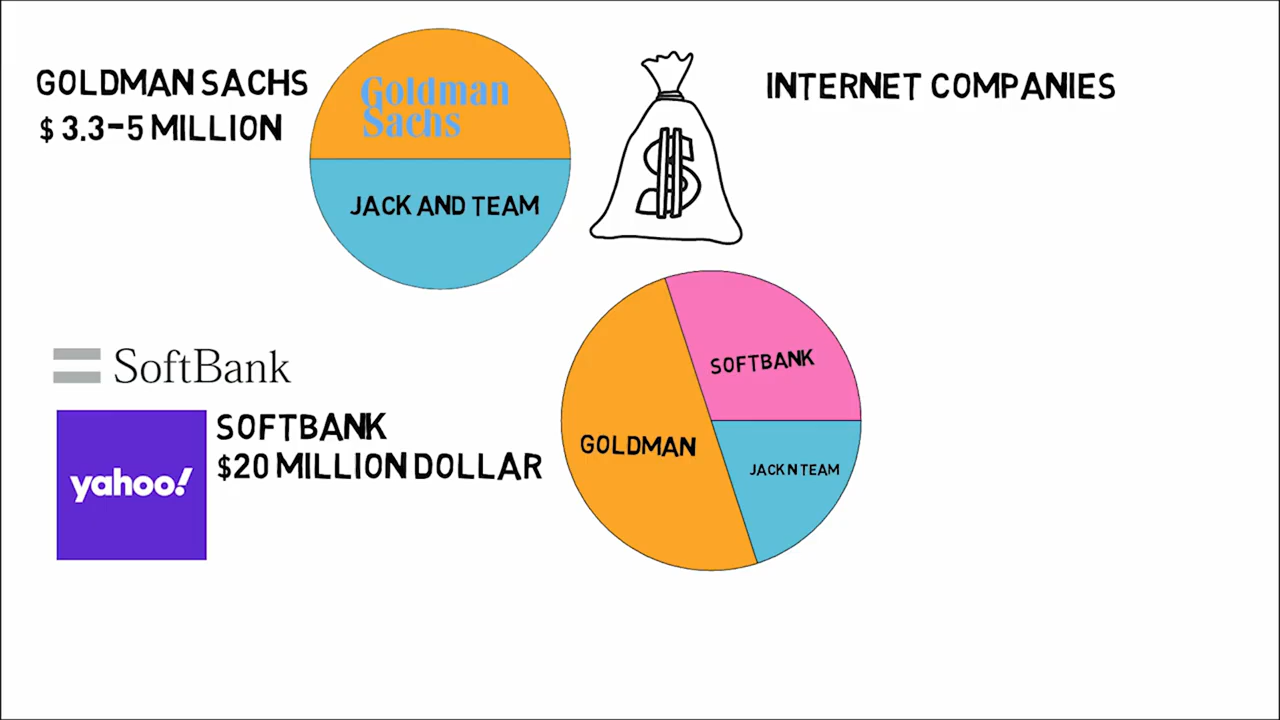 GOLDMAN SACHS
$ 3.3-5 MILLION
Goldman
Sachs
JACK AND TEAM
$
INTERNET COMPANIES
SoftBank
yahoo!
SOFTBANK
$20 MILLION DOLLAR
SOFTBANK
GOLDMAN
JACK N TEAM